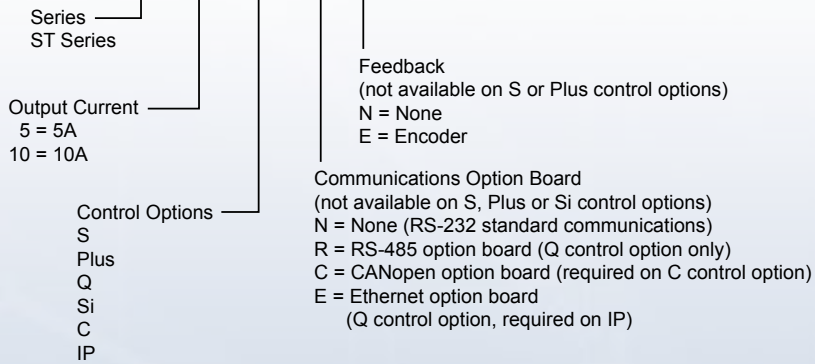 Series
ST Series
Output Current
5 = 5A
10 = 10A
Control Options
S
Plus
Q
Si
C
IP
Feedback
(not available on S or Plus control options)
N = None
E = Encoder
Communications Option Board
(not available on S, Plus or Si control options)
N = None (RS-232 standard communications)
R = RS-485 option board (Q control option only)
C = CANopen option board (required on C control option)
E = Ethernet option board
(Q control option, required on IP)